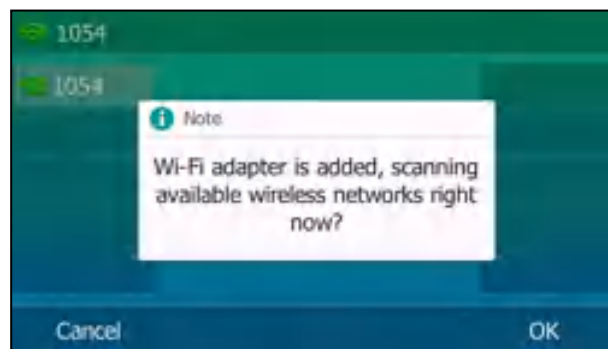 1054
1054
Note
Wi-Fi adapter is added, scanning
available wireless networks right
now?
Cancel
OK